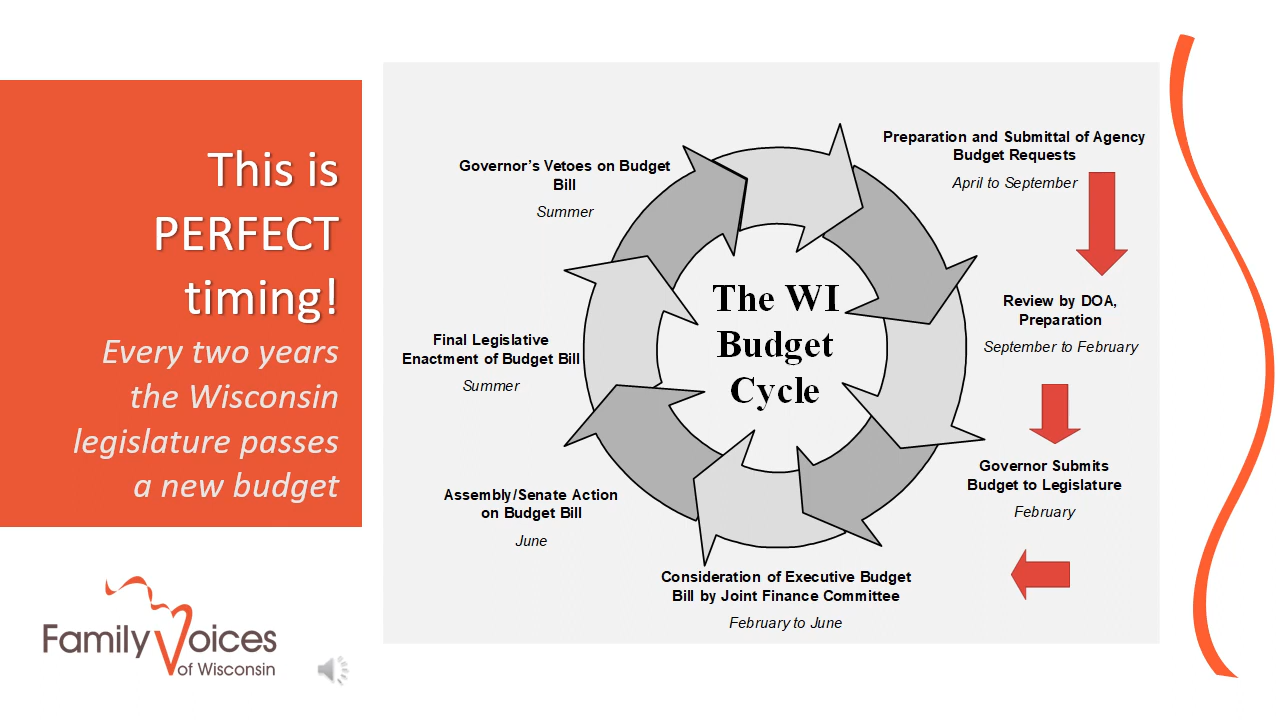 This is
PERFECT
timing!
Every two years
the Wisconsin
legislature passes
a new budget
Family Voices
of Wisconsin
The WI
Budget
Cycle
Preparation and Submittal of Agency
Budget Requests
April to September
Review by DOA,
Preparation
September to February
Governor Submits
Budget to Legislature
February
Consideration of Executive Budget
Bill by Joint Finance Committee
February to June
Assembly/Senate Action
on Budget Bill
June
Final Legislative
Enactment of Budget Bill
Summer
Governor's Vetoes on Budget
Bill
Summer